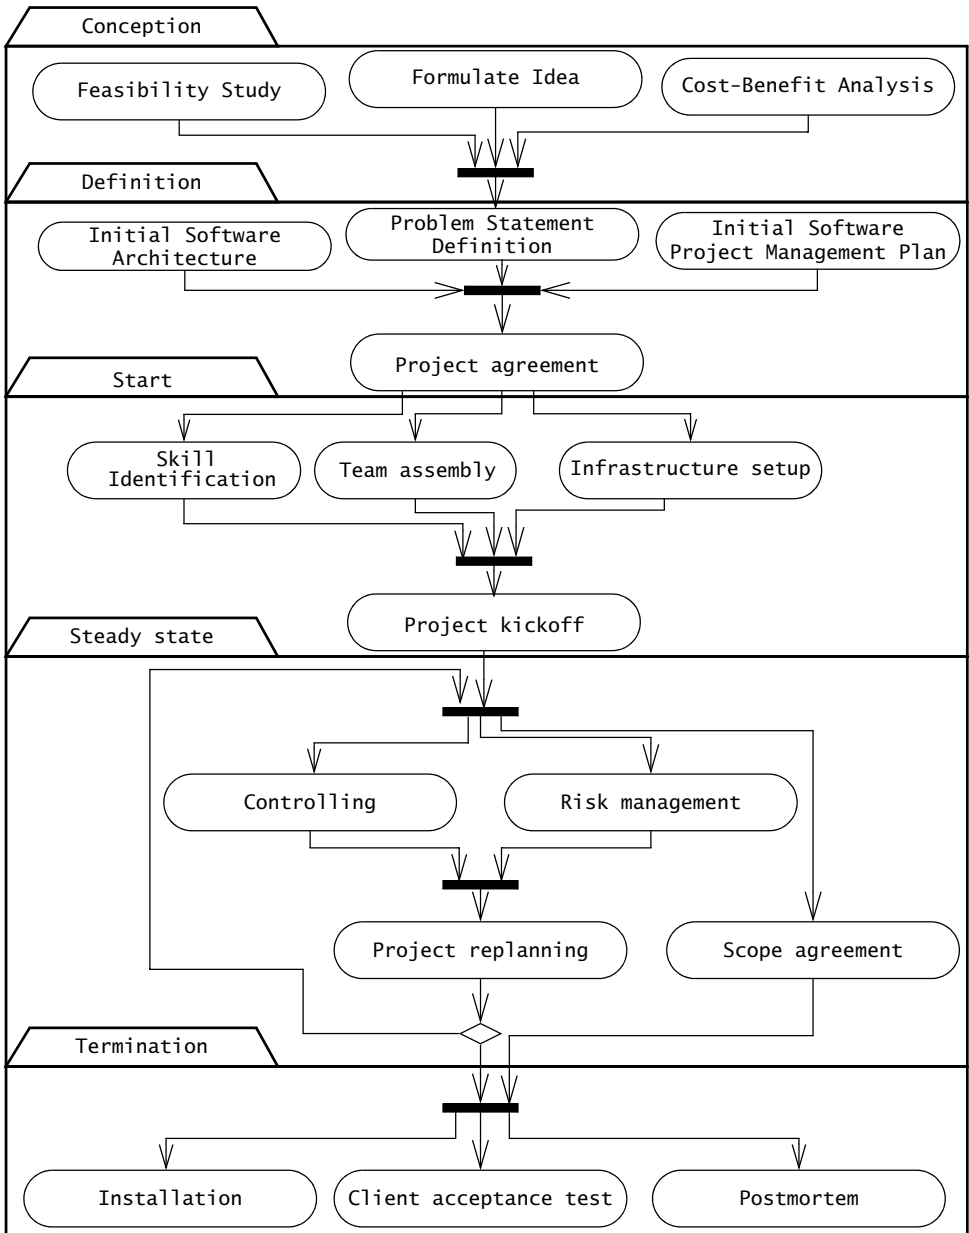 Conception
Feasibility Study
Formulate Idea
Cost-Benefit Analysis
Definition
Initial Software
Architecture
Problem Statement
Definition
Initial Software
Project Management Plan
Project agreement
Start
Skill
Identification
Team assembly
Infrastructure setup
Project kickoff
Steady state
Controlling
Risk management
Project replanning
Scope agreement
Termination
Installation
Client acceptance test
Postmortem